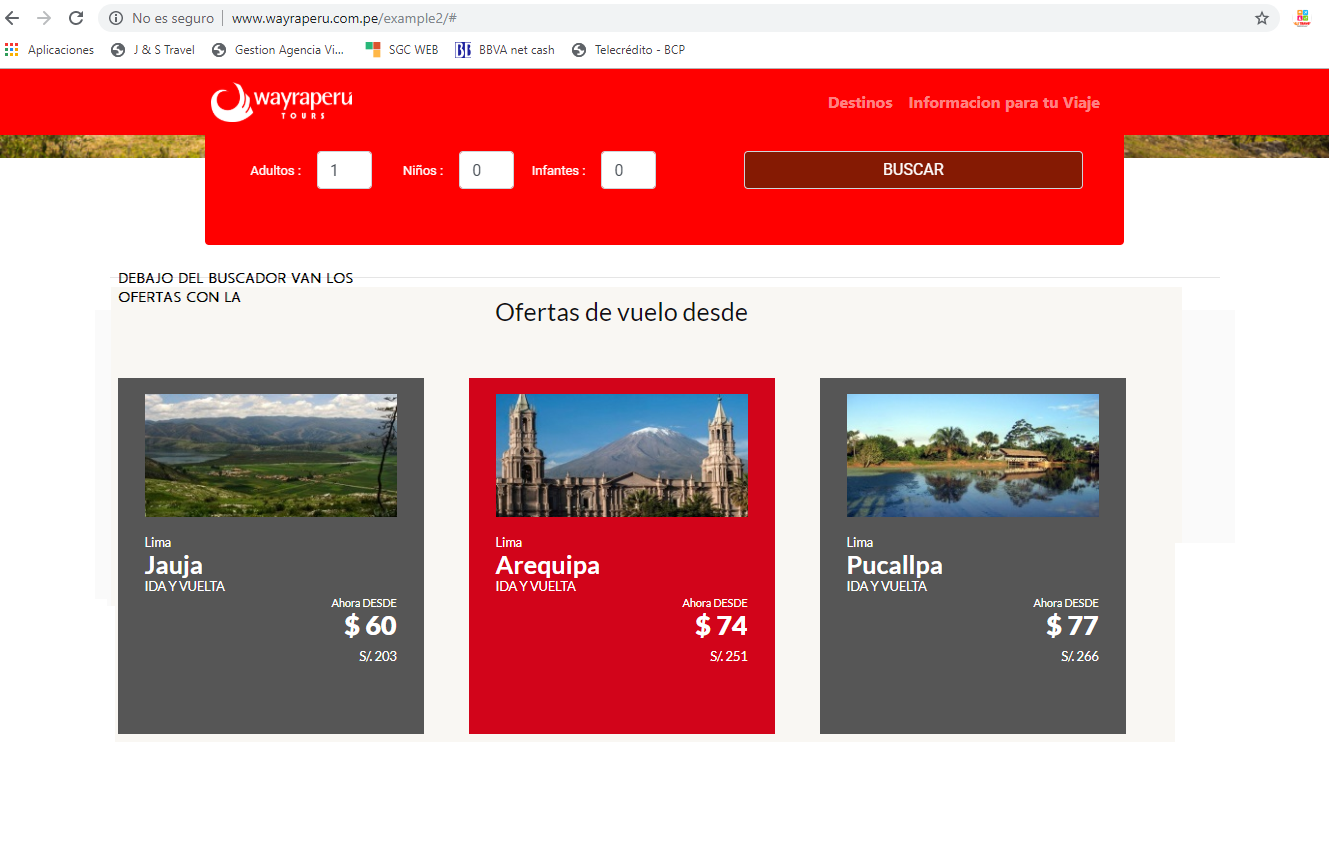 No es seguro
www.wayraperu.com.pe/example2/#
Aplicaciones
J & S Travel
Gestion Agencia Vi...
SGC WEB
BBVA net cash
Telecrédito - BCP
wayraperu
TOURS
Destinos
Informacion para tu Viaje
Adultos : 1
Niños : 0
Infantes : 0
BUSCAR
DEBAJO DEL BUSCADOR VAN LOS
OFERTAS CON LA
Ofertas de vuelo desde
Lima
Jauja
IDA Y VUELTA
Ahora DESDE
$ 60
S/. 203
Lima
Arequipa
IDA Y VUELTA
Ahora DESDE
$ 74
S/. 251
Lima
Pucallpa
IDA Y VUELTA
Ahora DESDE
$ 77
S/. 266